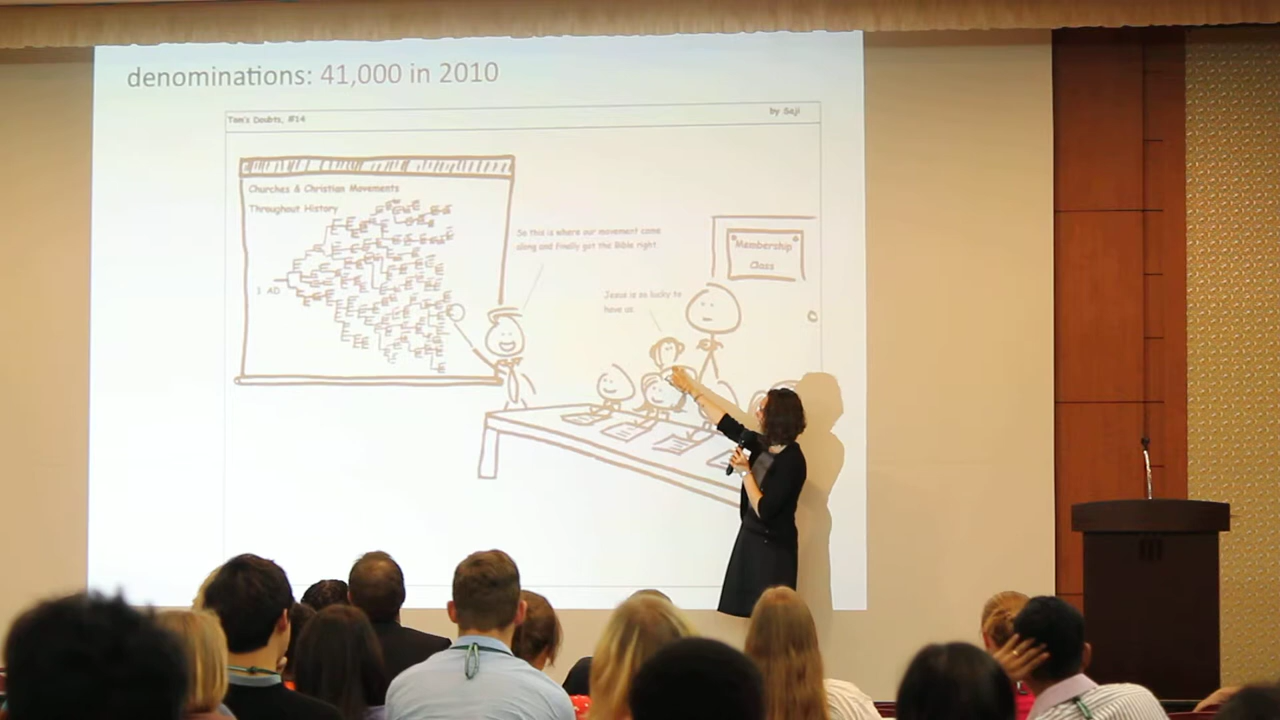 denominations: 41,000 in 2010
Tom's Doubts, #14
by Saji
Churches & Christian Movements
Throughout History
1 AD
So this is where our movement came
along and finally got the Bible right.
Jesus is so lucky to
have us.
Membership
Class